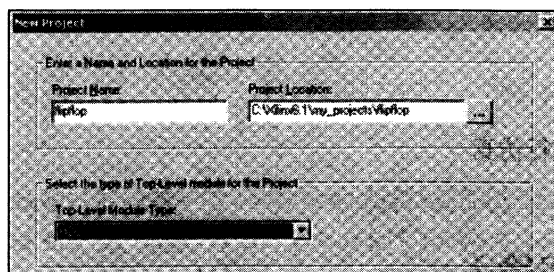 New Project
Enter a Name and Location for the Project
Project Name:
Project Location:
flipflop
C:\Xilinx6.1\my_projects\flipflop
...
Select the type of Top-Level module for the Project
Top-Level Module Type: